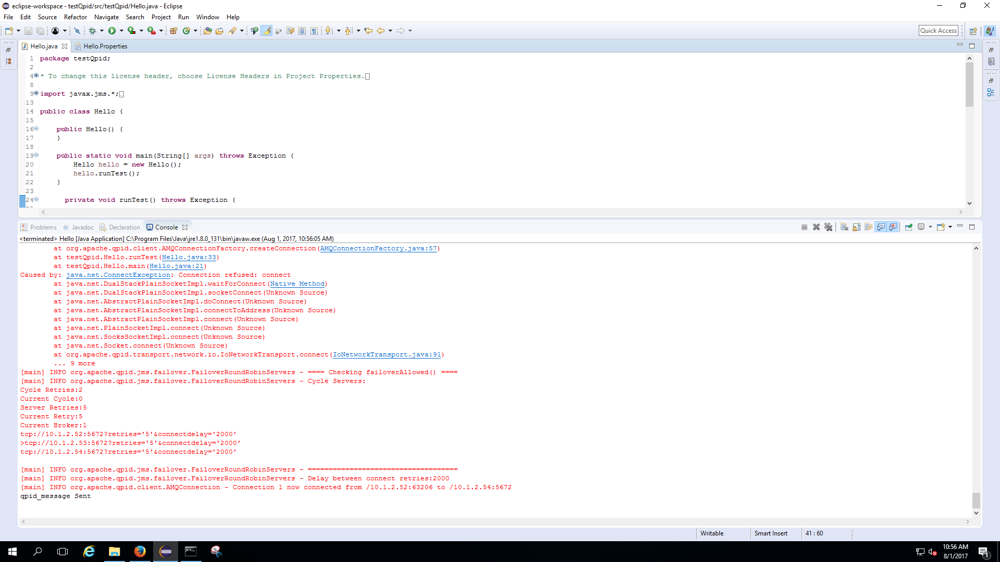 eclipse-workspace - testQpid/src/testQpid/Hello.java - Eclipse
File Edit Source Refactor Navigate Search Project Run Window Help
Quick Access
Hello.java Hello.Properties
1 package testQpid;
2
4 * To change this license header, choose License Headers in Project Properties.
8
9 import javax.jms.*;
13
14 public class Hello {
15
16 public Hello() {
17 }
18
19 public static void main(String[] args) throws Exception {
20 Hello hello = new Hello();
21 hello.runTest();
22 }
23
24 private void runTest() throws Exception {
Problems @ Javadoc Declaration Console
<terminated> Hello [Java Application] C:\Program Files\Java\jre1.8.0_131\bin\javaw.exe (Aug 1, 2017, 10:56:05 AM)
at org.apache.qpid.client.AMQConnectionFactory.createConnection(AMQConnectionFactory.java:57)
at testQpid.Hello.runTest(Hello.java:33)
at testQpid.Hello.main(Hello.java:21)
Caused by: java.net.ConnectException: Connection refused: connect
at java.net.DualStackPlainSocketImpl.waitForConnect(Native Method)
at java.net.DualStackPlainSocketImpl.socketConnect(Unknown Source)
at java.net.AbstractPlainSocketImpl.doConnect(Unknown Source)
at java.net.AbstractPlainSocketImpl.connectToAddress(Unknown Source)
at java.net.AbstractPlainSocketImpl.connect(Unknown Source)
at java.net.PlainSocketImpl.connect(Unknown Source)
at java.net.SocksSocketImpl.connect(Unknown Source)
at java.net.Socket.connect(Unknown Source)
at org.apache.qpid.transport.network.io.IoNetworkTransport.connect(IoNetworkTransport.java:91)
... 9 more
[main] INFO org.apache.qpid.jms.failover.FailoverRoundRobinServers - ==== Checking failoverAllowed() ====
[main] INFO org.apache.qpid.jms.failover.FailoverRoundRobinServers - Cycle Servers:
Cycle Retries:2
Current Cycle:0
Server Retries:5
Current Retry:5
Current Broker:1
tcp://10.1.2.52:5672?retries='5'&connectdelay='2000'
>tcp://10.1.2.53:5672?retries='5'&connectdelay='2000'
tcp://10.1.2.54:5672?retries='5'&connectdelay='2000'
[main] INFO org.apache.qpid.jms.failover.FailoverRoundRobinServers - ====================================
[main] INFO org.apache.qpid.jms.failover.FailoverRoundRobinServers - Delay between connect retries:2000
[main] INFO org.apache.qpid.client.AMQConnection - Connection 1 now connected from /10.1.2.52:63206 to /10.1.2.54:5672
qpid_message Sent
Writable Smart Insert 41 : 60
10:56 AM
8/1/2017
1